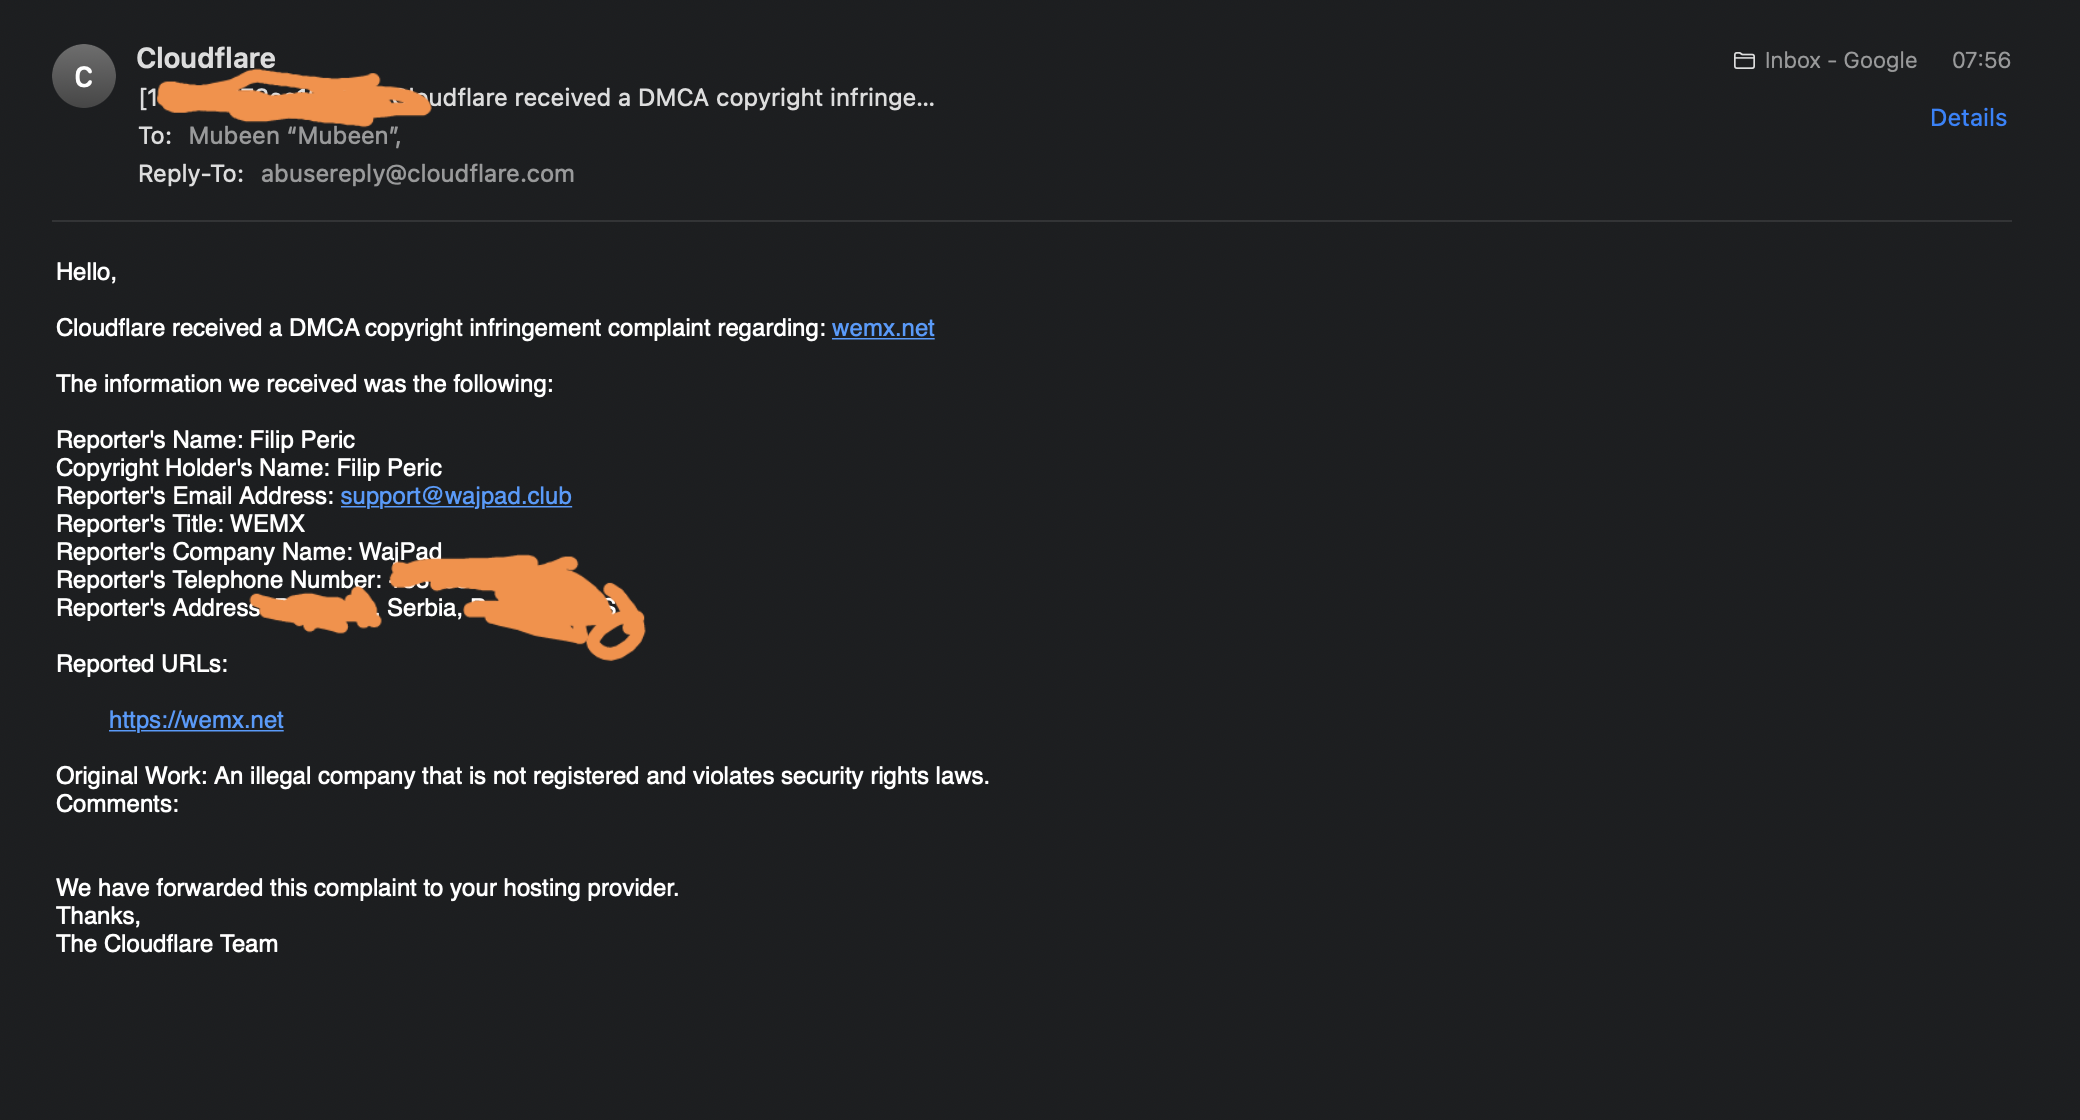 C
Cloudflare
Inbox - Google 07:56
[1 udflare received a DMCA copyright infringe...
Details
To: Mubeen “Mubeen”,
Reply-To: abusereply@cloudflare.com
Hello,
Cloudflare received a DMCA copyright infringement complaint regarding: wemx.net
The information we received was the following:
Reporter's Name: Filip Peric
Copyright Holder's Name: Filip Peric
Reporter's Email Address: support@wajpad.club
Reporter's Title: WEMX
Reporter's Company Name: WajPad
Reporter's Telephone Number:
Reporter's Address Serbia,
Reported URLs:
https://wemx.net
Original Work: An illegal company that is not registered and violates security rights laws.
Comments:
We have forwarded this complaint to your hosting provider.
Thanks,
The Cloudflare Team